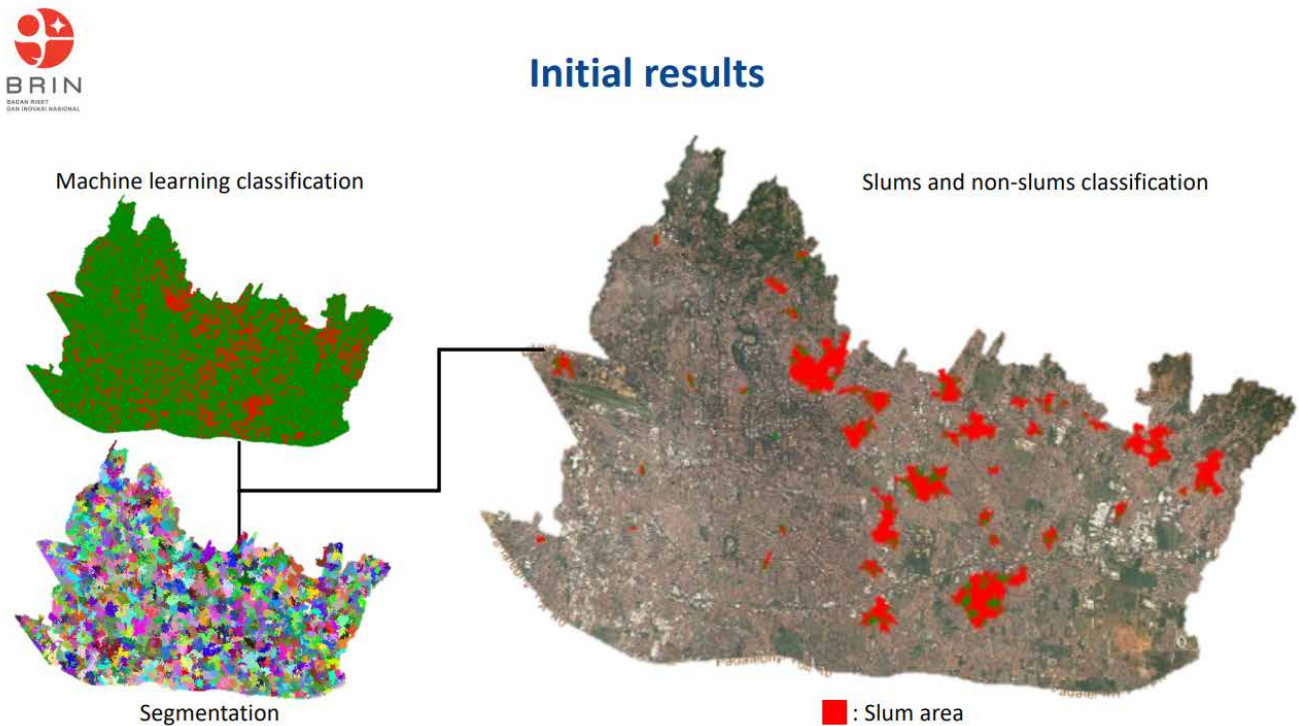 BRIN
BADAN RISET
DAN INOVASI NASIONAL
Initial results
Machine learning classification
Slums and non-slums classification
Segmentation
: Slum area